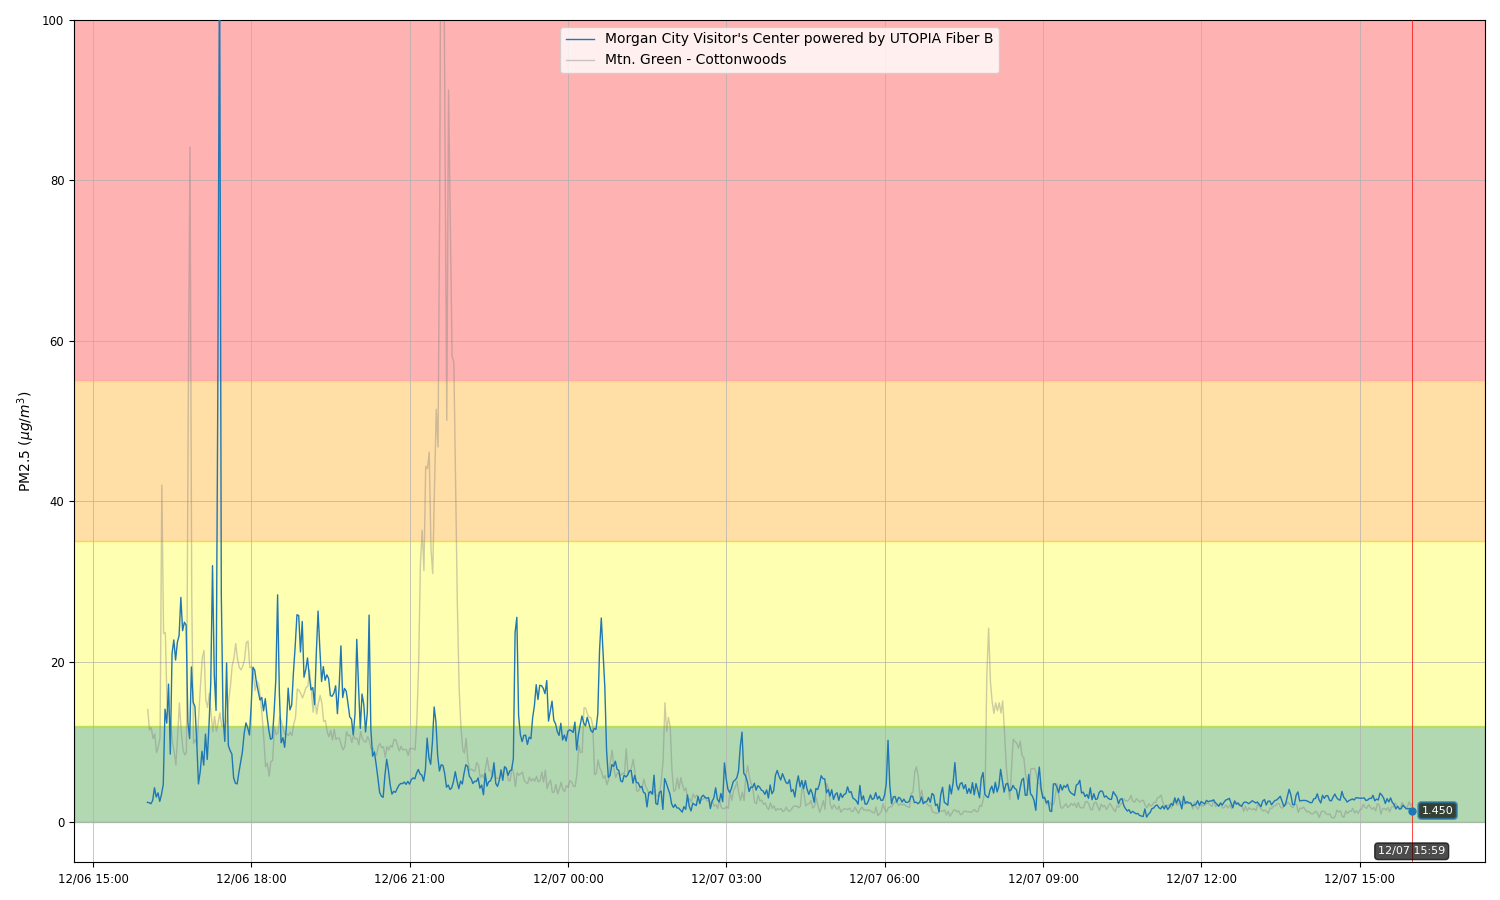 100
80
60
40
20
0
PM2.5 (μg/m³)
Morgan City Visitor's Center powered by UTOPIA Fiber B
Mtn. Green - Cottonwoods
1.450
12/07 15:59
12/06 15:00 12/06 18:00 12/06 21:00 12/07 00:00 12/07 03:00 12/07 06:00 12/07 09:00 12/07 12:00 12/07 15:00